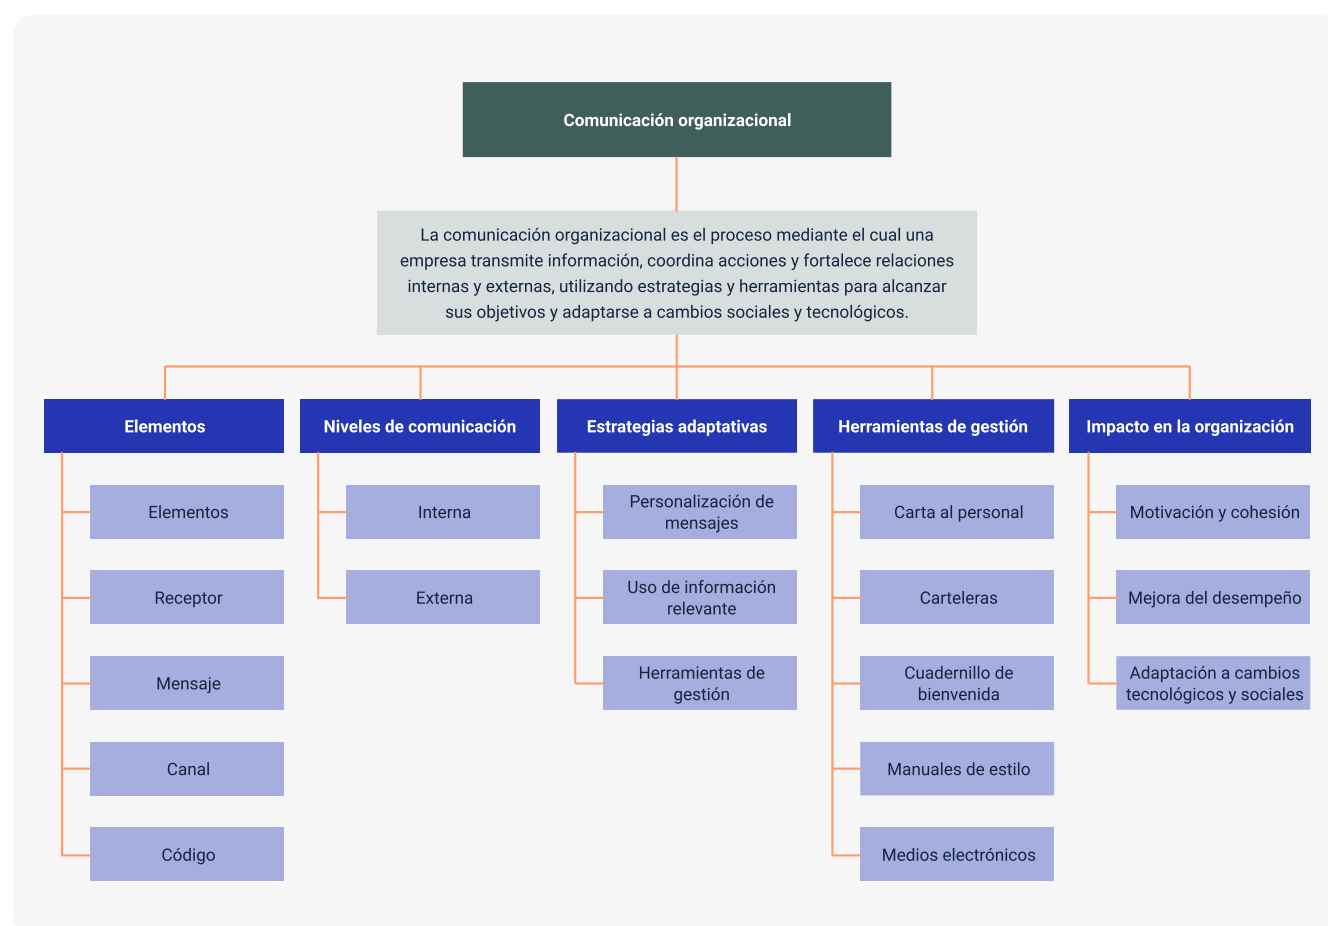 Comunicación organizacional
La comunicación organizacional es el proceso mediante el cual una
empresa transmite información, coordina acciones y fortalece relaciones
internas y externas, utilizando estrategias y herramientas para alcanzar
sus objetivos y adaptarse a cambios sociales y tecnológicos.
Elementos
Elementos
Receptor
Mensaje
Canal
Código
Niveles de comunicación
Interna
Externa
Estrategias adaptativas
Personalización de
mensajes
Uso de información
relevante
Herramientas de
gestión
Herramientas de gestión
Carta al personal
Carteleras
Cuadernillo de
bienvenida
Manuales de estilo
Medios electrónicos
Impacto en la organización
Motivación y cohesión
Mejora del desempeño
Adaptación a cambios
tecnológicos y sociales